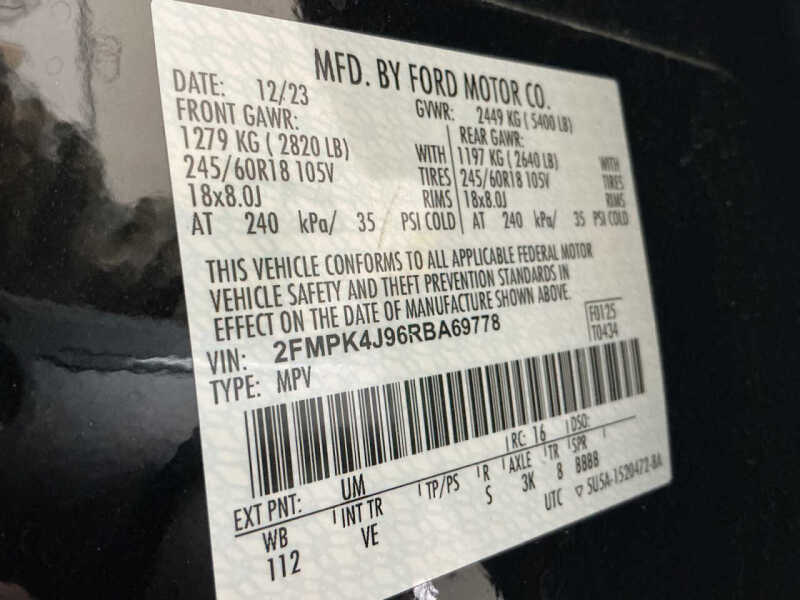 MFD. BY FORD MOTOR CO.
DATE: 12/23 GVWR: 2449 KG ( 5400 LB)
FRONT GAWR: REAR GAWR:
1279 KG ( 2820 LB) WITH 1197 KG ( 2640 LB) WITH
245/60R18 105V TIRES 245/60R18 105V TIRES
18x8.0J RIMS 18x8.0J RIMS
AT 240 kPa/ 35 PSI COLD AT 240 kPa/ 35 PSI COLD
THIS VEHICLE CONFORMS TO ALL APPLICABLE FEDERAL MOTOR
VEHICLE SAFETY AND THEFT PREVENTION STANDARDS IN
EFFECT ON THE DATE OF MANUFACTURE SHOWN ABOVE.
VIN: 2FMPK4J96RBA69778 F0125
TYPE: MPV T0434
EXT PNT: UM RC: 16 DSO:
WB INT TR TP/PS R AXLE TR SPR
112 VE S 3K 8 BBBB
UTC ▽ 5U5A-1520472-BA